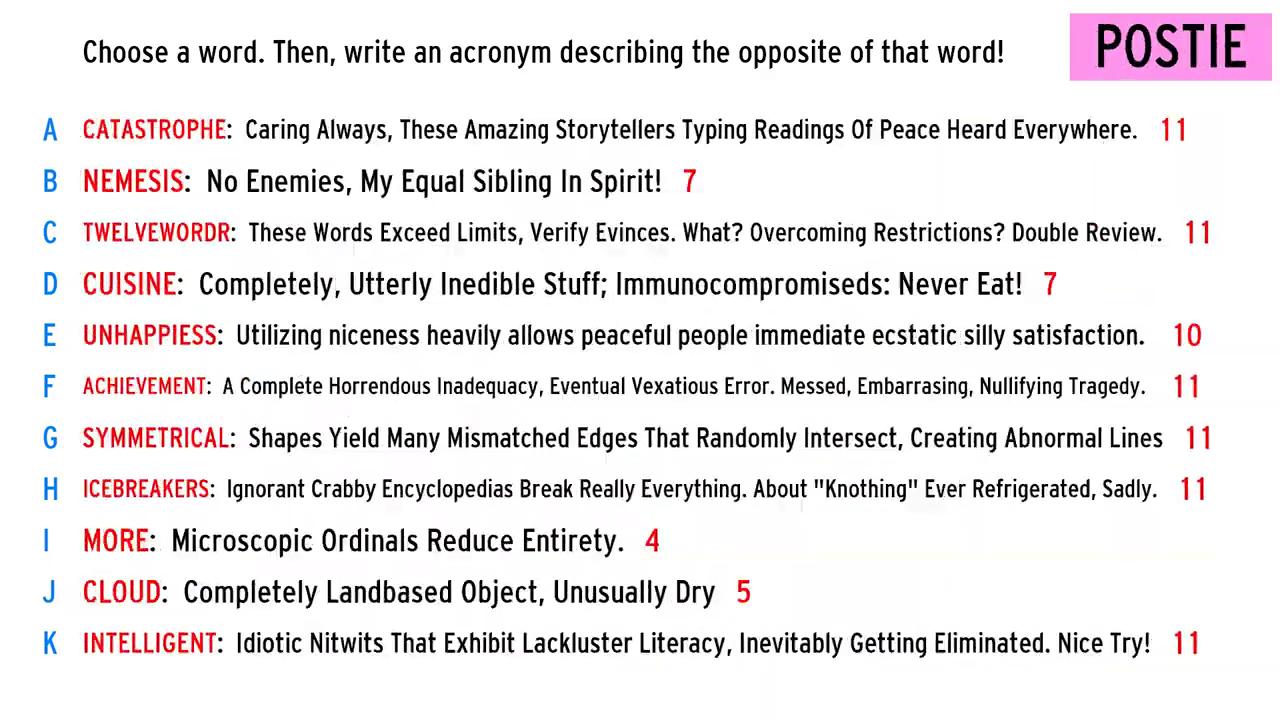 Choose a word. Then, write an acronym describing the opposite of that word!
POSTIE
A CATASTROPHE: Caring Always, These Amazing Storytellers Typing Readings Of Peace Heard Everywhere. 11
B NEMESIS: No Enemies, My Equal Sibling In Spirit! 7
C TWELVEWORDR: These Words Exceed Limits, Verify Evinces. What? Overcoming Restrictions? Double Review. 11
D CUISINE: Completely, Utterly Inedible Stuff; Immunocompromiseds: Never Eat! 7
E UNHAPPIESS: Utilizing niceness heavily allows peaceful people immediate ecstatic silly satisfaction. 10
F ACHIEVEMENT: A Complete Horrendous Inadequacy, Eventual Vexatious Error. Messed, Embarrasing, Nullifying Tragedy. 11
G SYMMETRICAL: Shapes Yield Many Mismatched Edges That Randomly Intersect, Creating Abnormal Lines 11
H ICEBREAKERS: Ignorant Crabby Encyclopedias Break Really Everything. About "Knothing" Ever Refrigerated, Sadly. 11
I MORE: Microscopic Ordinals Reduce Entirety. 4
J CLOUD: Completely Landbased Object, Unusually Dry 5
K INTELLIGENT: Idiotic Nitwits That Exhibit Lackluster Literacy, Inevitably Getting Eliminated. Nice Try! 11